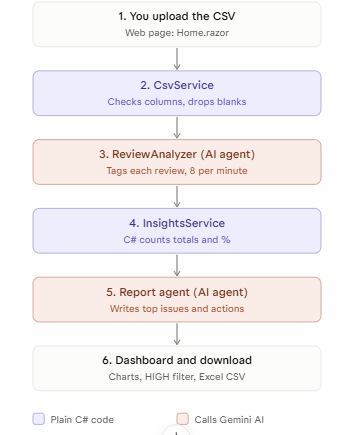 1. You upload the CSV
Web page: Home.razor
2. CsvService
Checks columns, drops blanks
3. ReviewAnalyzer (AI agent)
Tags each review, 8 per minute
4. InsightsService
C# counts totals and %
5. Report agent (AI agent)
Writes top issues and actions
6. Dashboard and download
Charts, HIGH filter, Excel CSV
Plain C# code
Calls Gemini AI